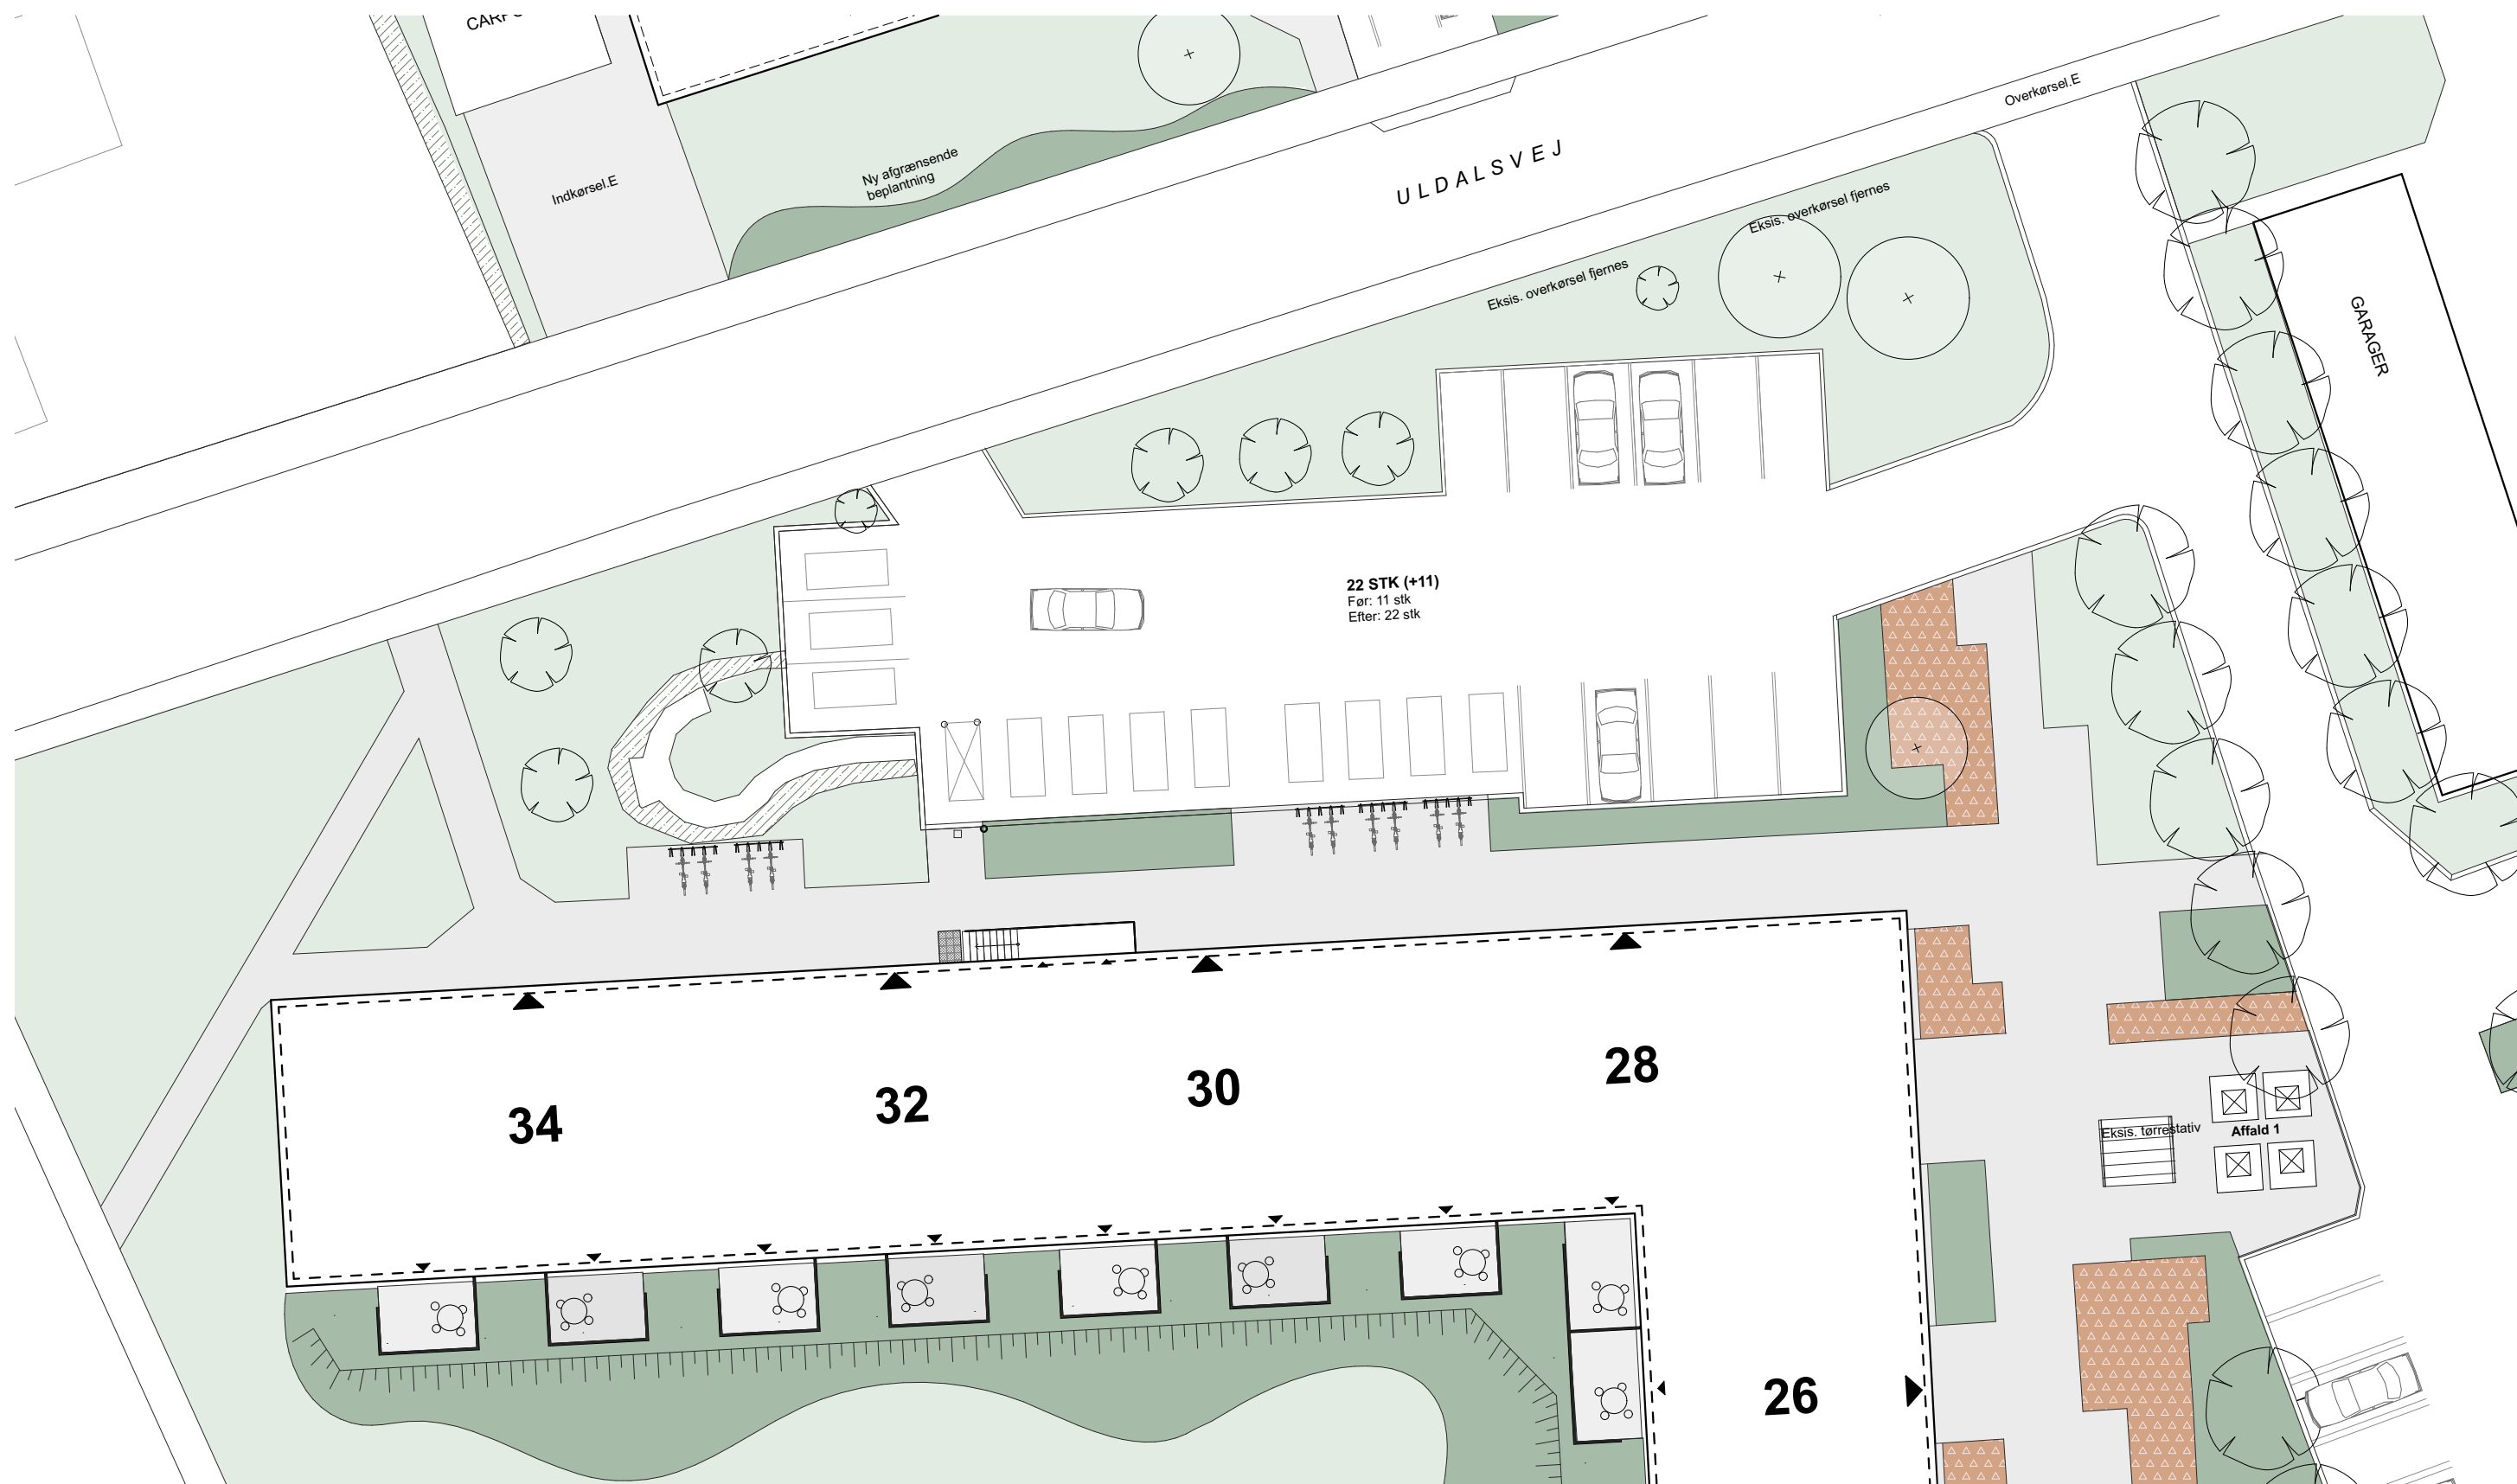 Overkørsel.E
ULDALSVEJ
Ny afgrænsende
beplantning
Indkørsel.E
Eksis. overkørsel fjernes
Eksis. overkørsel fjernes
GARAGER
22 STK (+11)
Før: 11 stk
Efter: 22 stk
28
30
32
34
Eksis. tørrestativ
Affald 1
26